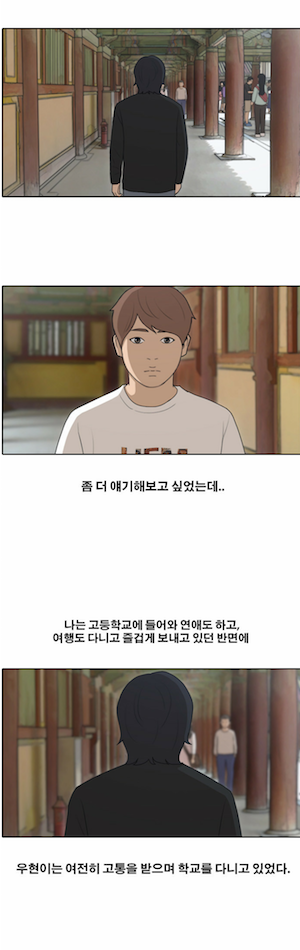 좀 더 얘기해보고 싶었는데..
나는 고등학교에 들어와 연애도 하고,
여행도 다니고 즐겁게 보내고 있던 반면에
우현이는 여전히 고통을 받으며 학교를 다니고 있었다.